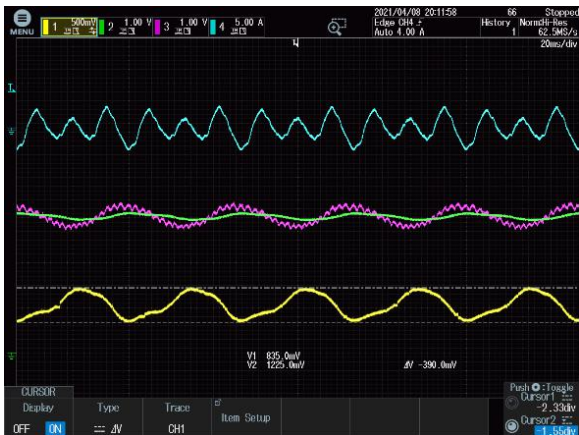 2021/04/08 20:11:58 66 Stopped
MENU 1 500mV 2 1.00 V 3 1.00 V 4 5.00 A Edge CH4 History Norm:Hi-Res
Auto 4.00 A 1 62.5MS/s
20ms/div
V1 835.0mV
V2 1225.0mV ΔV -390.0mV
CURSOR Push :Toggle
Display Type Trace Cursor1
OFF ON ΔV CH1 Item Setup -2.33div
Cursor2
-1.55div